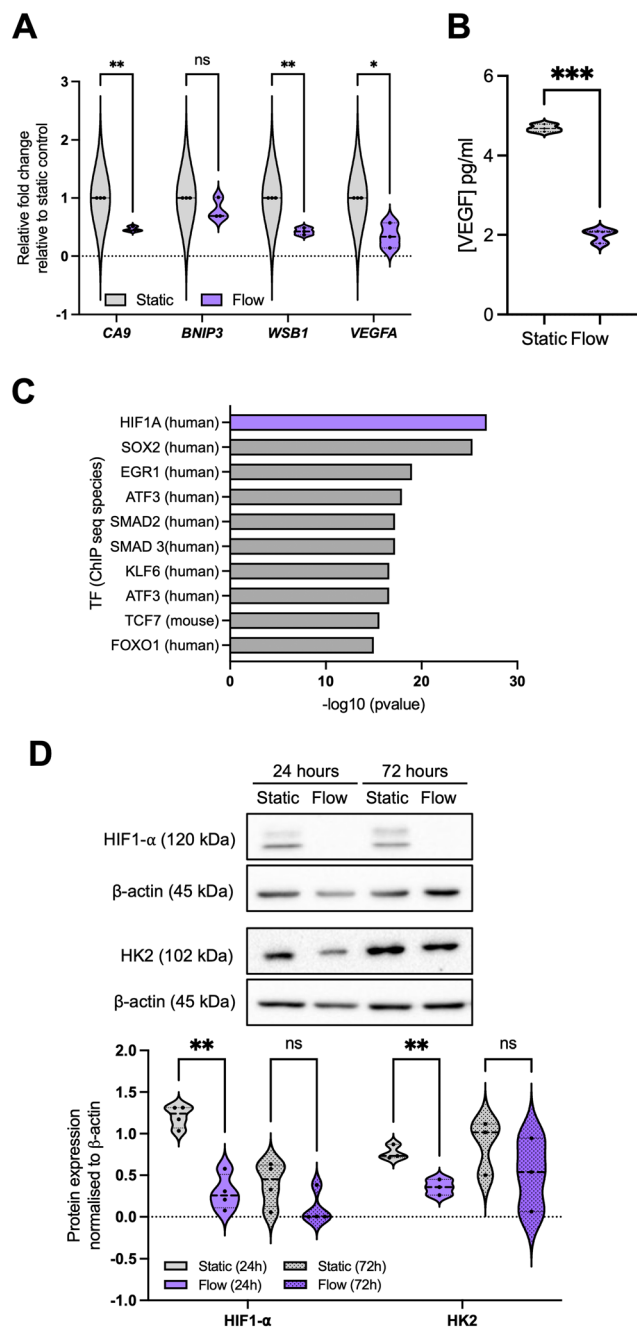 A
Relative fold change
relative to static control
3
2
1
0
-1
**
ns
**
*
Static
Flow
CA9
BNIP3
WSB1
VEGFA
B
[VEGF] pg/ml
6
4
2
0
***
Static Flow
C
TF (ChIP seq species)
HIF1A (human)
SOX2 (human)
EGR1 (human)
ATF3 (human)
SMAD2 (human)
SMAD 3(human)
KLF6 (human)
ATF3 (human)
TCF7 (mouse)
FOXO1 (human)
0
10
20
30
-log10 (pvalue)
D
24 hours
72 hours
Static
Flow
Static
Flow
HIF1-α (120 kDa)
β-actin (45 kDa)
HK2 (102 kDa)
β-actin (45 kDa)
Protein expression
normalised to β-actin
2.0
1.5
1.0
0.5
0.0
-0.5
-1.0
**
ns
**
ns
Static (24h)
Static (72h)
Flow (24h)
Flow (72h)
HIF1-α
HK2